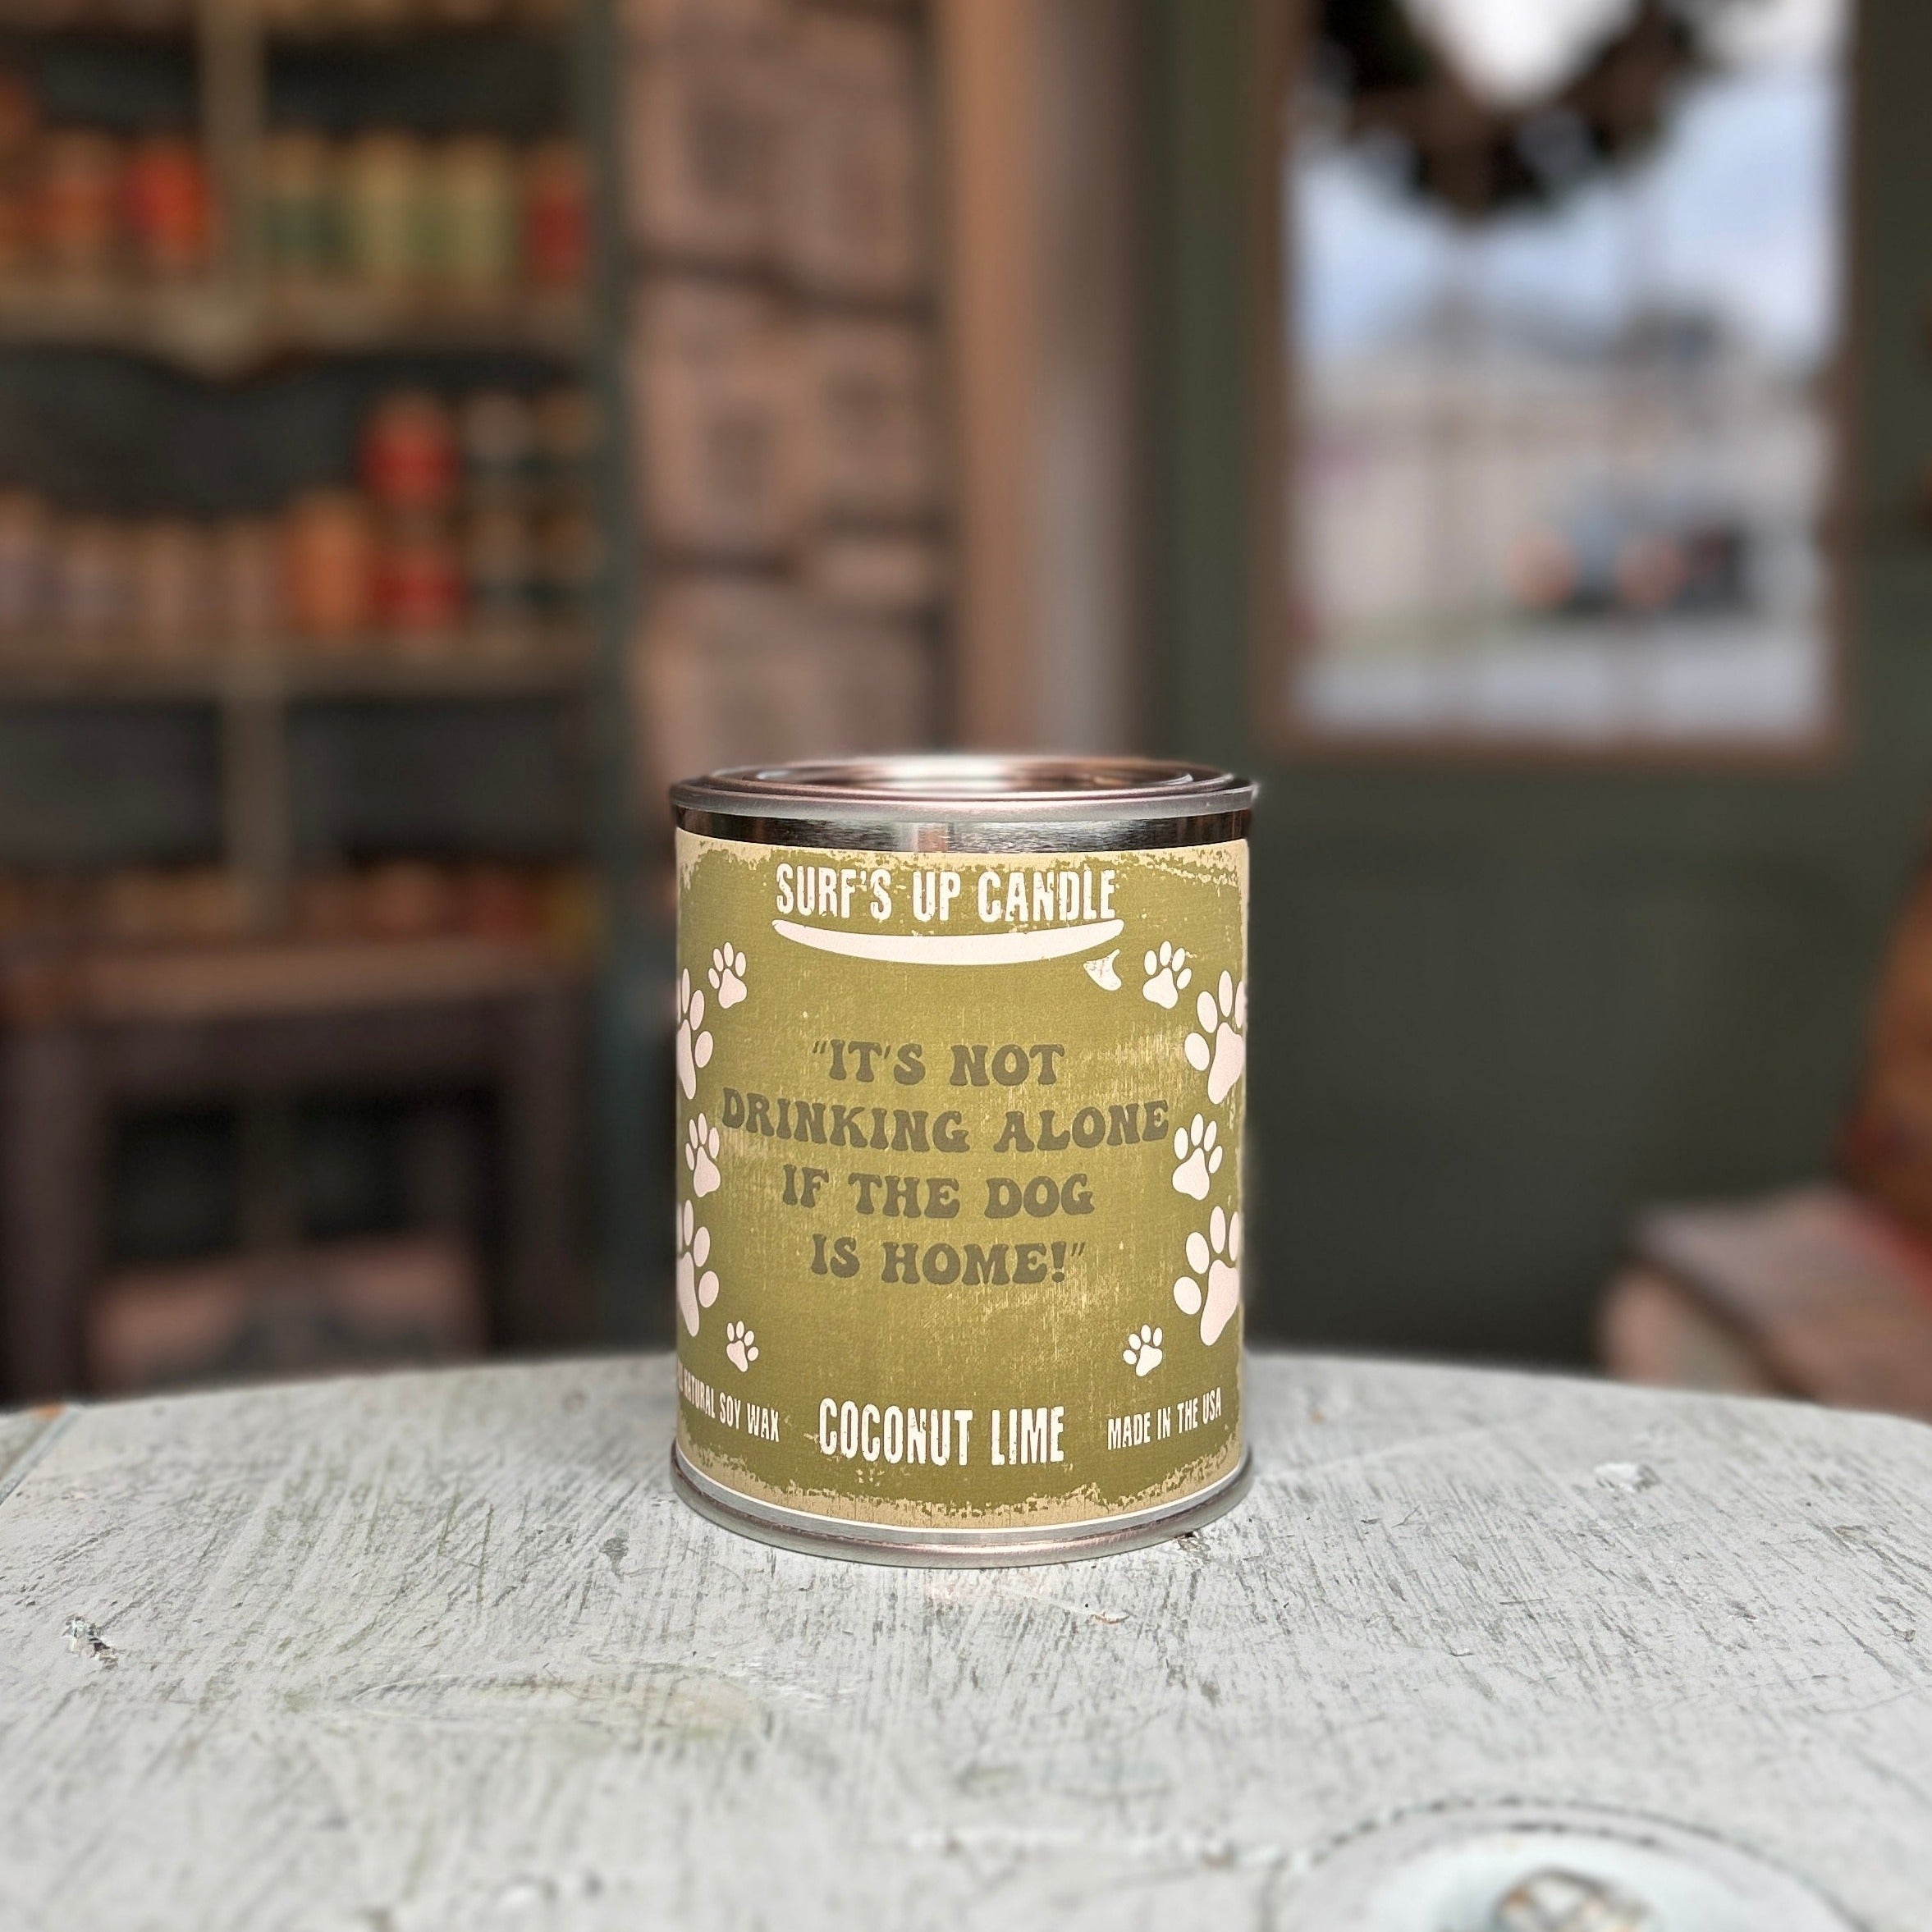 SURF'S UP CANDLE
"IT'S NOT
DRINKING ALONE
IF THE DOG
IS HOME!"
NATURAL SOY WAX
COCONUT LIME
MADE IN THE USA